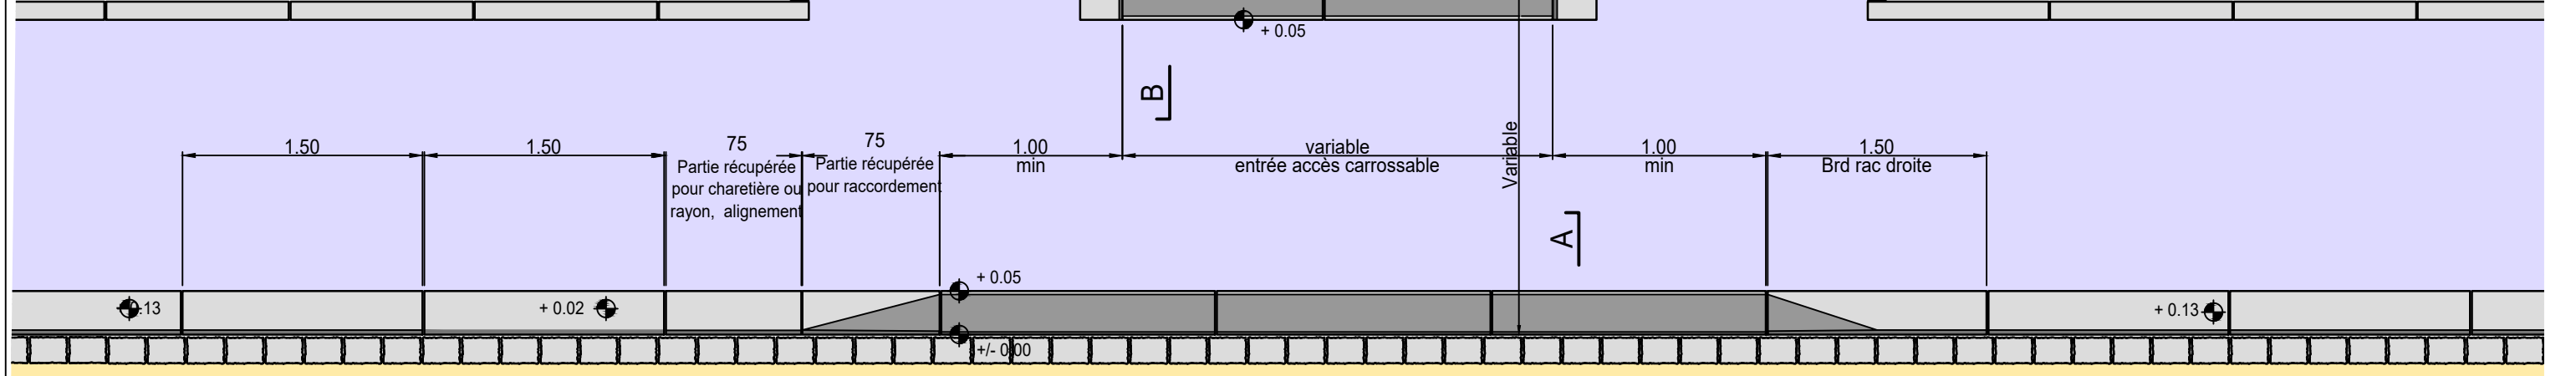 + 0.05
B
1.50
1.50
75
Partie récupérée
pour charetière ou
rayon, alignement
75
Partie récupérée
pour raccordement
1.00
min
variable
entrée accès carrossable
Variable
1.00
min
1.50
Brd rac droite
A
+ 0.05
.13
+ 0.02
+ 0.13
+/- 0.00